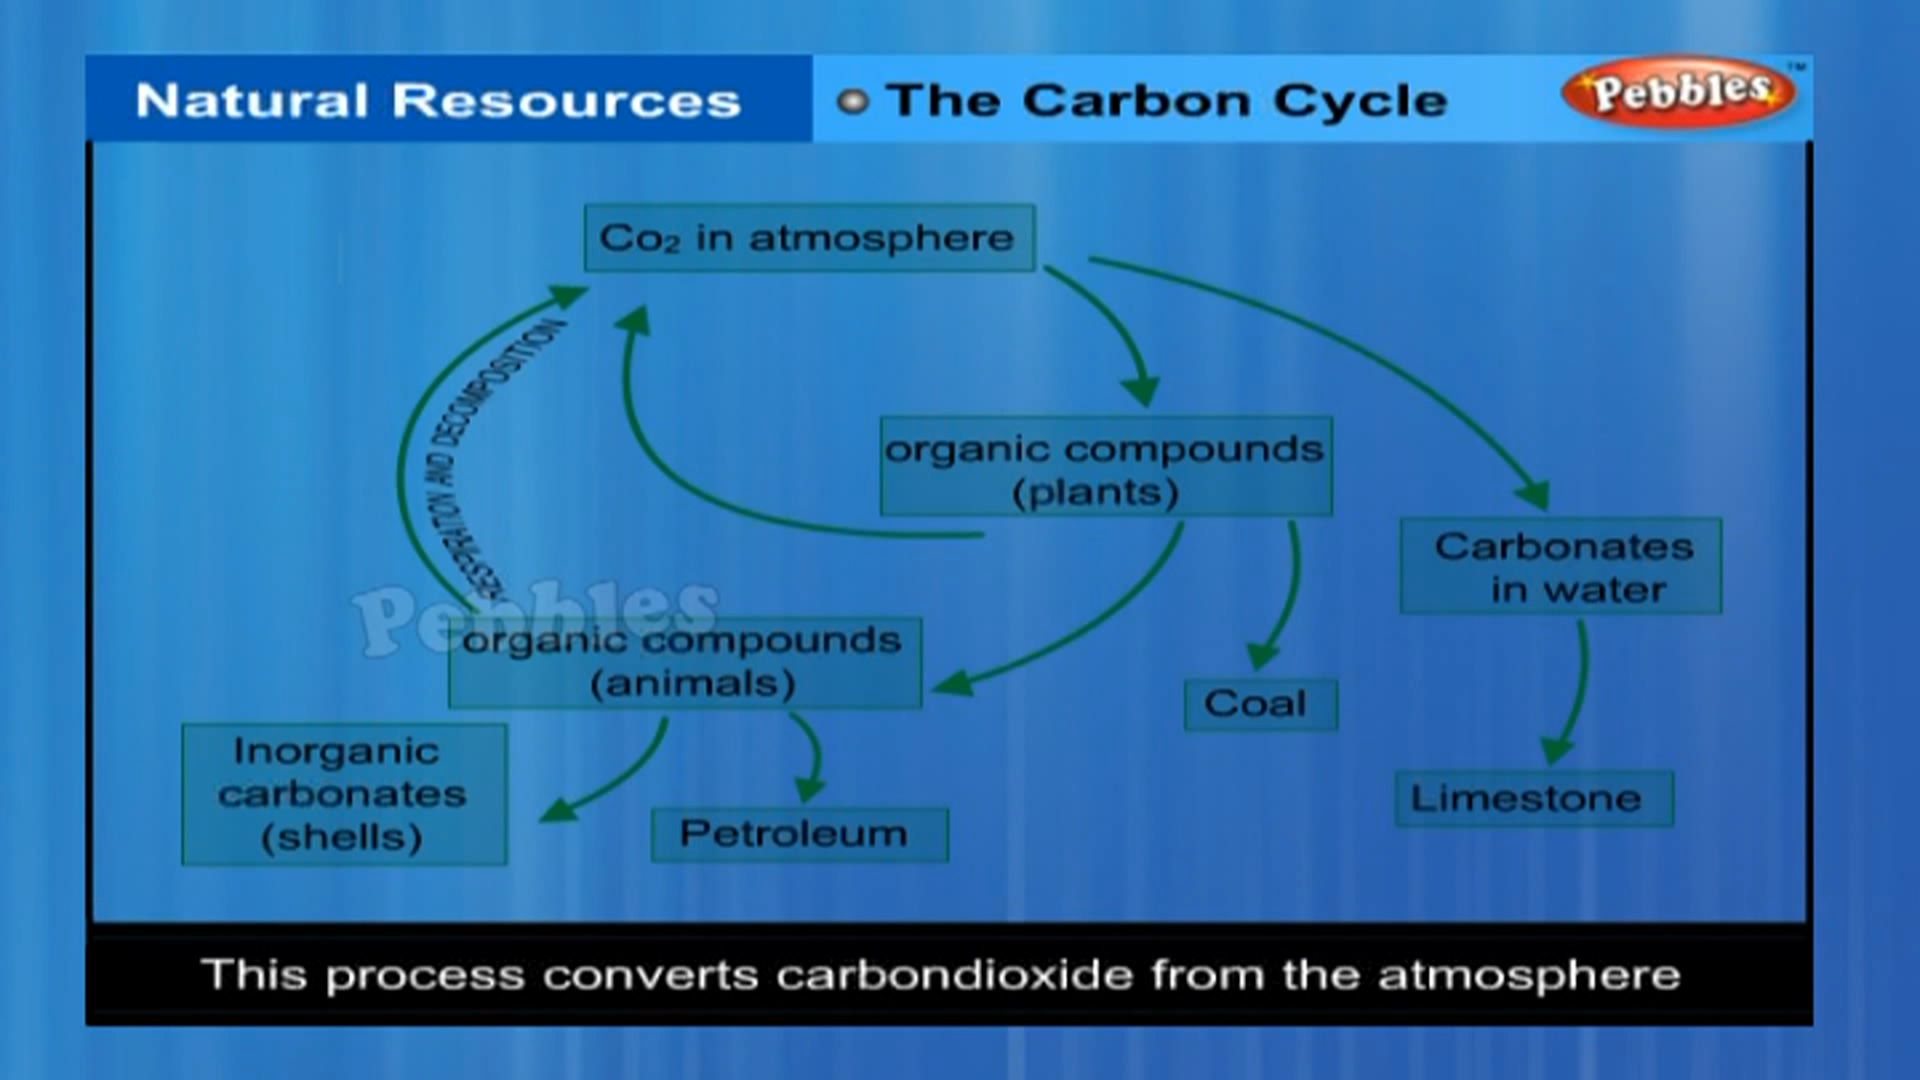 Natural Resources
The Carbon Cycle
Pebbles
TM
Co₂ in atmosphere
RESPIRATION AND DECOMPOSITION
organic compounds
(plants)
Carbonates
in water
Pebbles
organic compounds
(animals)
Coal
Inorganic
carbonates
(shells)
Petroleum
Limestone
This process converts carbondioxide from the atmosphere